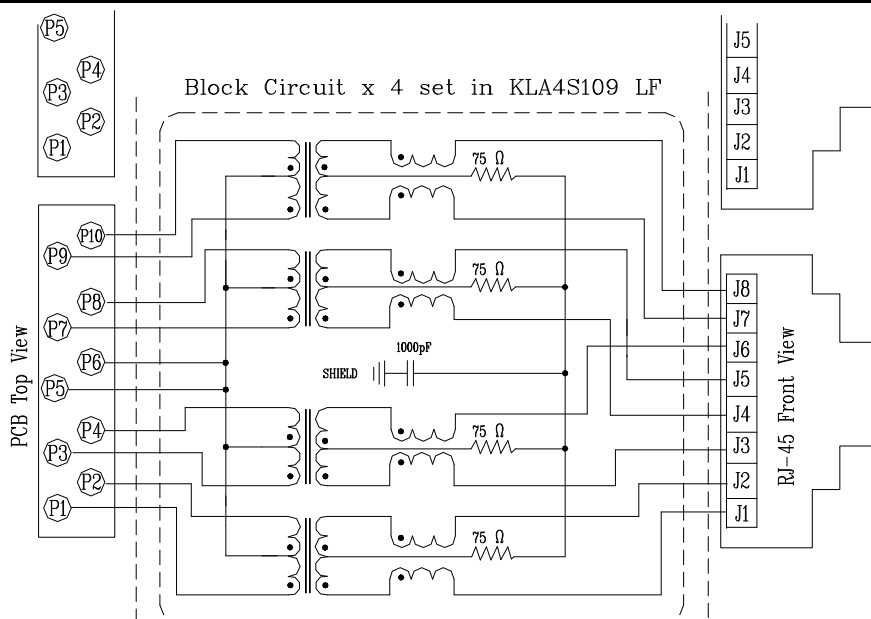 P5
P4
P3
P2
P1
Block Circuit x 4 set in KLA4S109 LF
J5
J4
J3
J2
J1
PCB Top View
P10
P9
P8
P7
P6
P5
P4
P3
P2
P1
75 Ω
75 Ω
1000pF
SHIELD
75 Ω
75 Ω
J8
J7
J6
J5
J4
J3
J2
J1
RJ-45 Front View